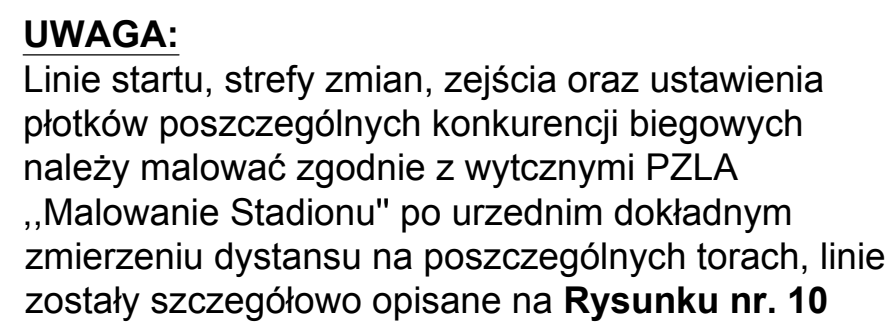 UWAGA:
Linie startu, strefy zmian, zejścia oraz ustawienia
płotków poszczególnych konkurencji biegowych
należy malować zgodnie z wytcznymi PZLA
,,Malowanie Stadionu" po urzednim dokładnym
zmierzeniu dystansu na poszczególnych torach, linie
zostały szczegółowo opisane na Rysunku nr. 10